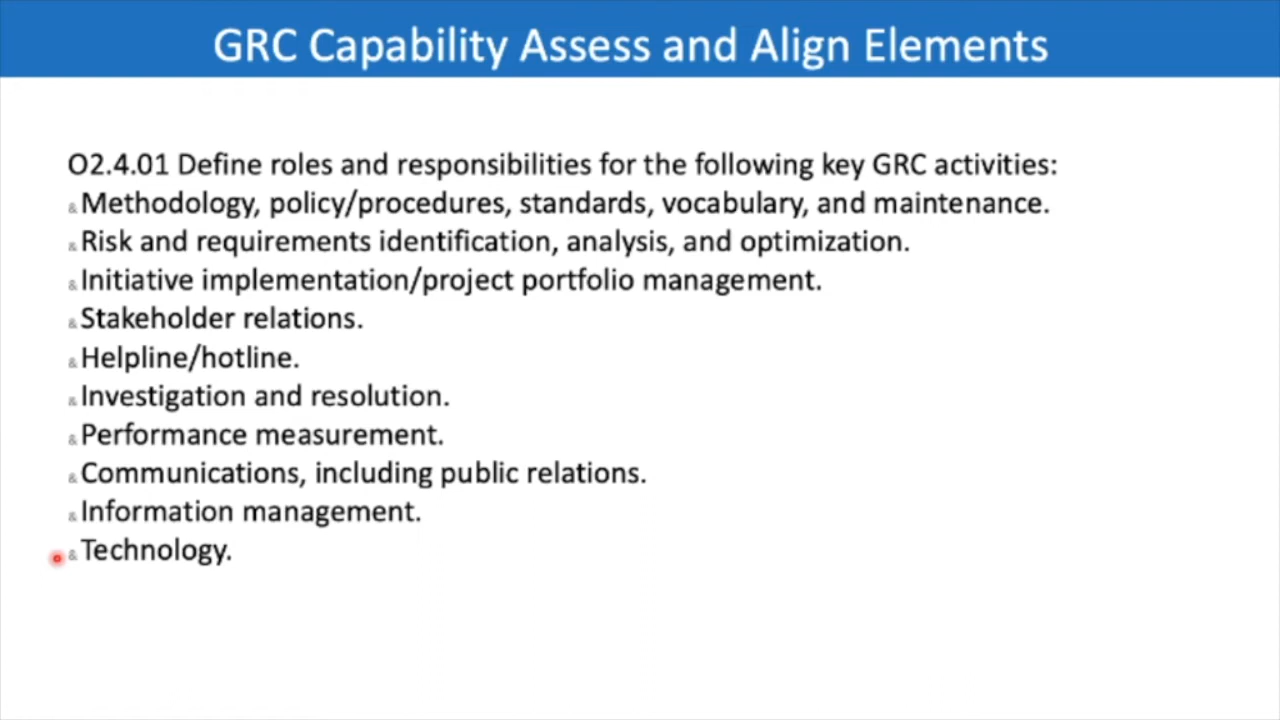 GRC Capability Assess and Align Elements
O2.4.01 Define roles and responsibilities for the following key GRC activities:
& Methodology, policy/procedures, standards, vocabulary, and maintenance.
& Risk and requirements identification, analysis, and optimization.
& Initiative implementation/project portfolio management.
& Stakeholder relations.
& Helpline/hotline.
& Investigation and resolution.
& Performance measurement.
& Communications, including public relations.
& Information management.
& Technology.